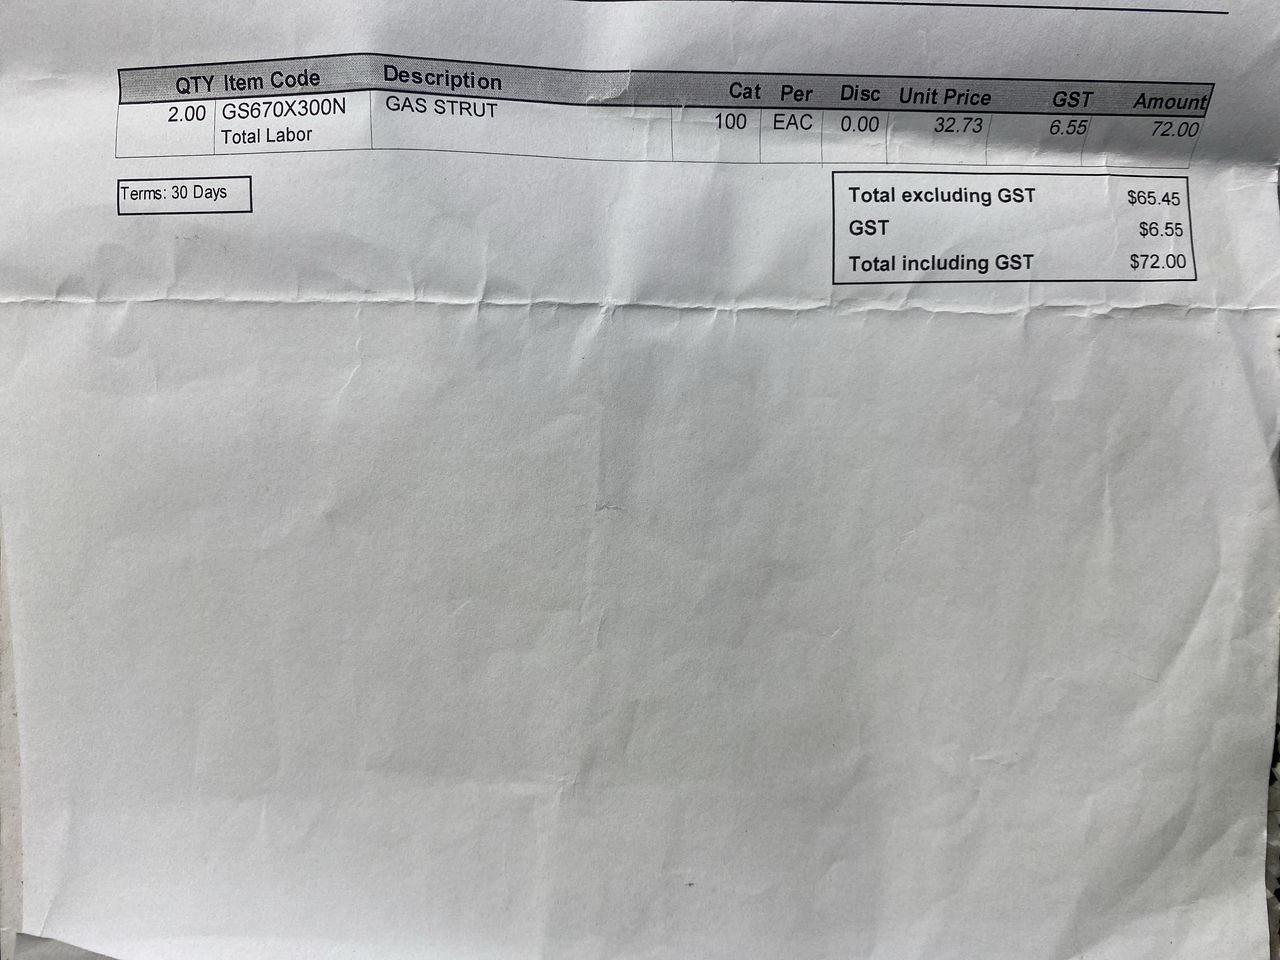 QTY Item Code Description Cat Per Disc Unit Price GST Amount
2.00 GS670X300N GAS STRUT 100 EAC 0.00 32.73 6.55 72.00
Total Labor
Terms: 30 Days
Total excluding GST $65.45
GST $6.55
Total including GST $72.00